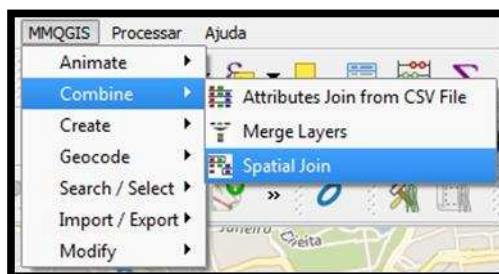 MMQGIS Processar Ajuda
Animate
Combine
Create
Geocode
Search / Select
Import / Export
Modify
Attributes Join from CSV File
Merge Layers
Spatial Join
»
Creita